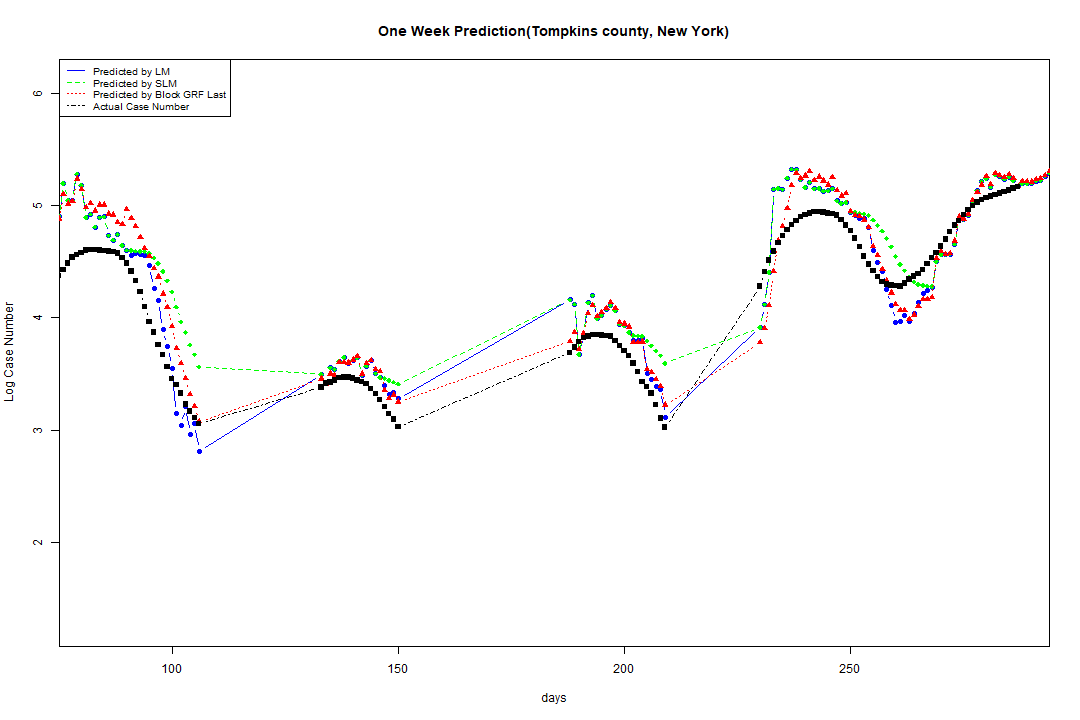 One Week Prediction(Tompkins county, New York)
Predicted by LM
Predicted by SLM
Predicted by Block GRF Last
Actual Case Number
Log Case Number
6
5
4
3
2
100
150
200
250
days